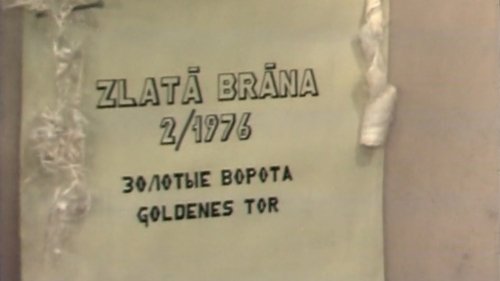 ZLATÁ BRÁNA
2/1976
ЗОЛОТЫЕ ВОРОТА
GOLDENES TOR